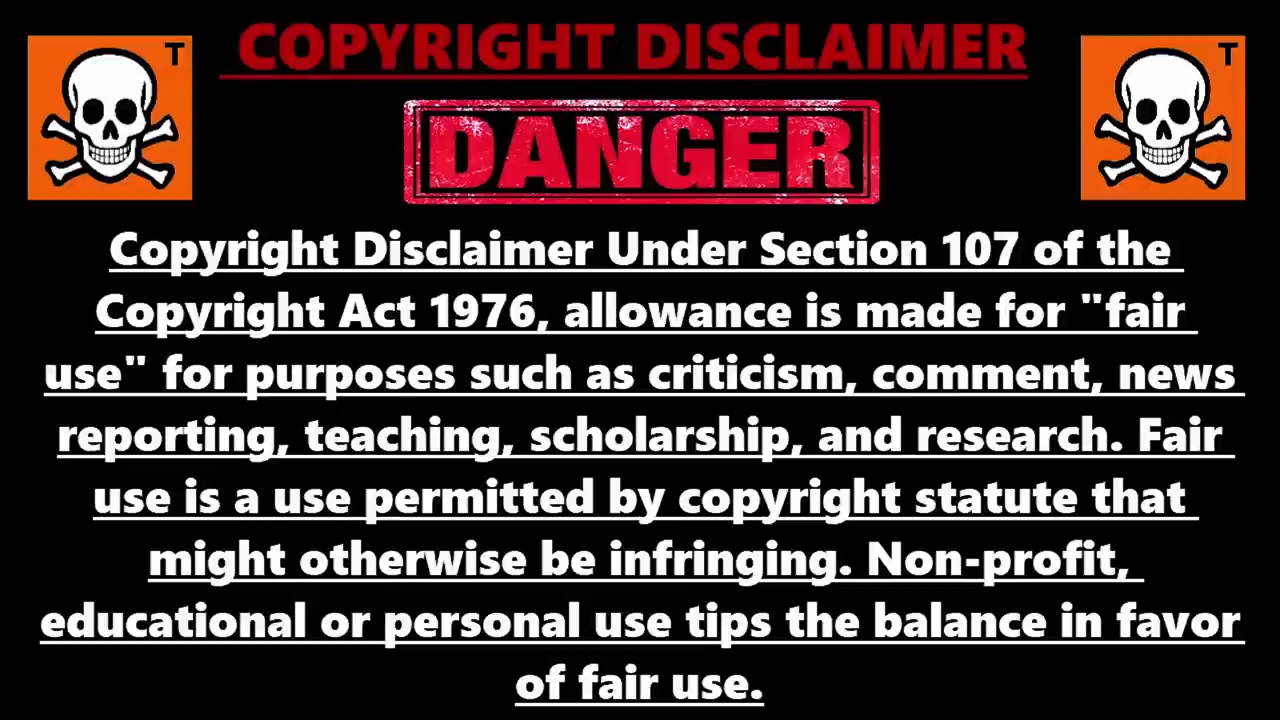 T COPYRIGHT DISCLAIMER T
DANGER
Copyright Disclaimer Under Section 107 of the
Copyright Act 1976, allowance is made for "fair
use" for purposes such as criticism, comment, news
reporting, teaching, scholarship, and research. Fair
use is a use permitted by copyright statute that
might otherwise be infringing. Non-profit,
educational or personal use tips the balance in favor
of fair use.